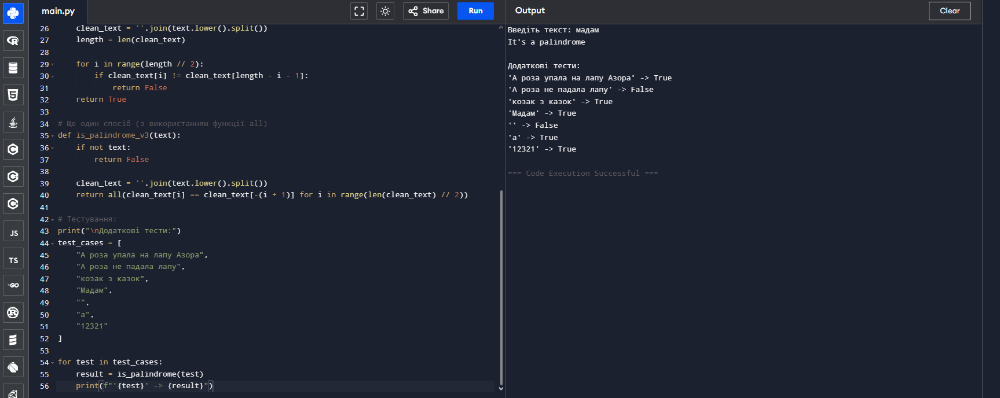 main.py
Share
Run
Output
Clear
26 clean_text = ''.join(text.lower().split())
27 length = len(clean_text)
28
29 for i in range(length // 2):
30 if clean_text[i] != clean_text[length - i - 1]:
31 return False
32 return True
33
34 # Ще один спосіб (з використанням функції all)
35 def is_palindrome_v3(text):
36 if not text:
37 return False
38
39 clean_text = ''.join(text.lower().split())
40 return all(clean_text[i] == clean_text[-(i + 1)] for i in range(len(clean_text) // 2))
41
42 # Тестування:
43 print("\nДодаткові тести:")
44 test_cases = [
45 "А роза упала на лапу Азора",
46 "А роза не падала лапу",
47 "козак з казок",
48 "Мадам",
49 "",
50 "а",
51 "12321"
52 ]
53
54 for test in test_cases:
55 result = is_palindrome(test)
56 print(f"'{test}' -> {result}")
Введіть текст: мадам
It's a palindrome

Додаткові тести:
'А роза упала на лапу Азора' -> True
'А роза не падала лапу' -> False
'козак з казок' -> True
'Мадам' -> True
'' -> False
'а' -> True
'12321' -> True

=== Code Execution Successful ===
JS
TS
GO